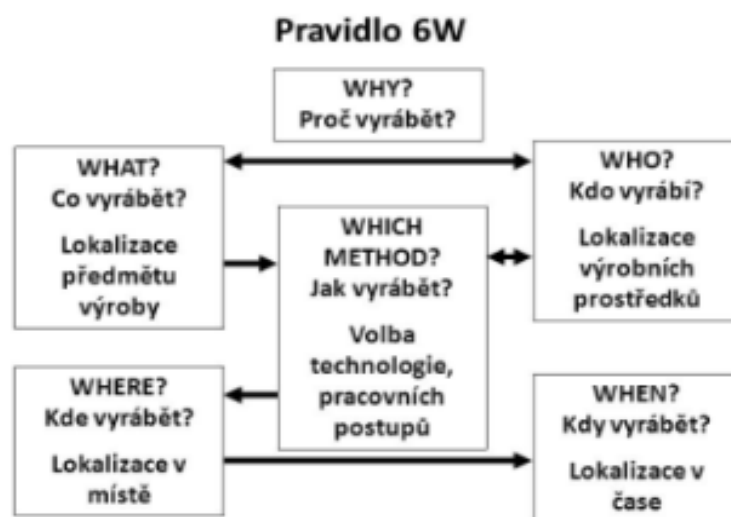 Pravidlo 6W
WHY?
Proč vyrábět?
WHAT?
Co vyrábět?
Lokalizace
předmětu
výroby
WHO?
Kdo vyrábí?
Lokalizace
výrobních
prostředků
WHICH
METHOD?
Jak vyrábět?
Volba
technologie,
pracovních
postupů
WHERE?
Kde vyrábět?
Lokalizace v
místě
WHEN?
Kdy vyrábět?
Lokalizace v
čase